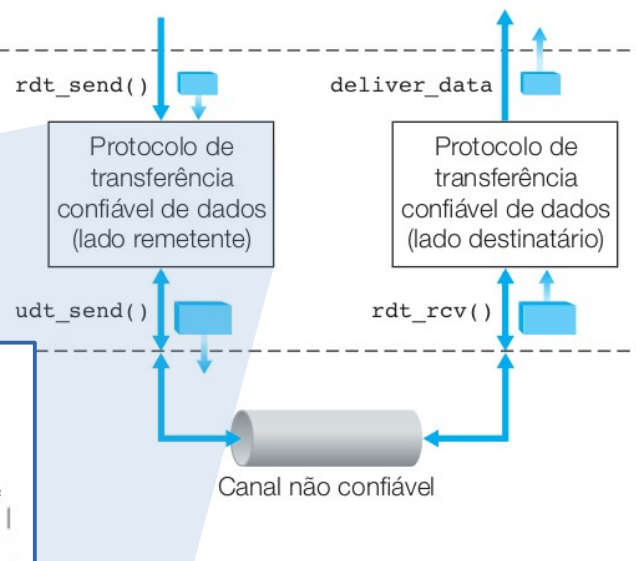 rdt_send()
deliver_data
Protocolo de
transferência
confiável de dados
(lado remetente)
Protocolo de
transferência
confiável de dados
(lado destinatário)
udt_send()
rdt_rcv()
Canal não confiável